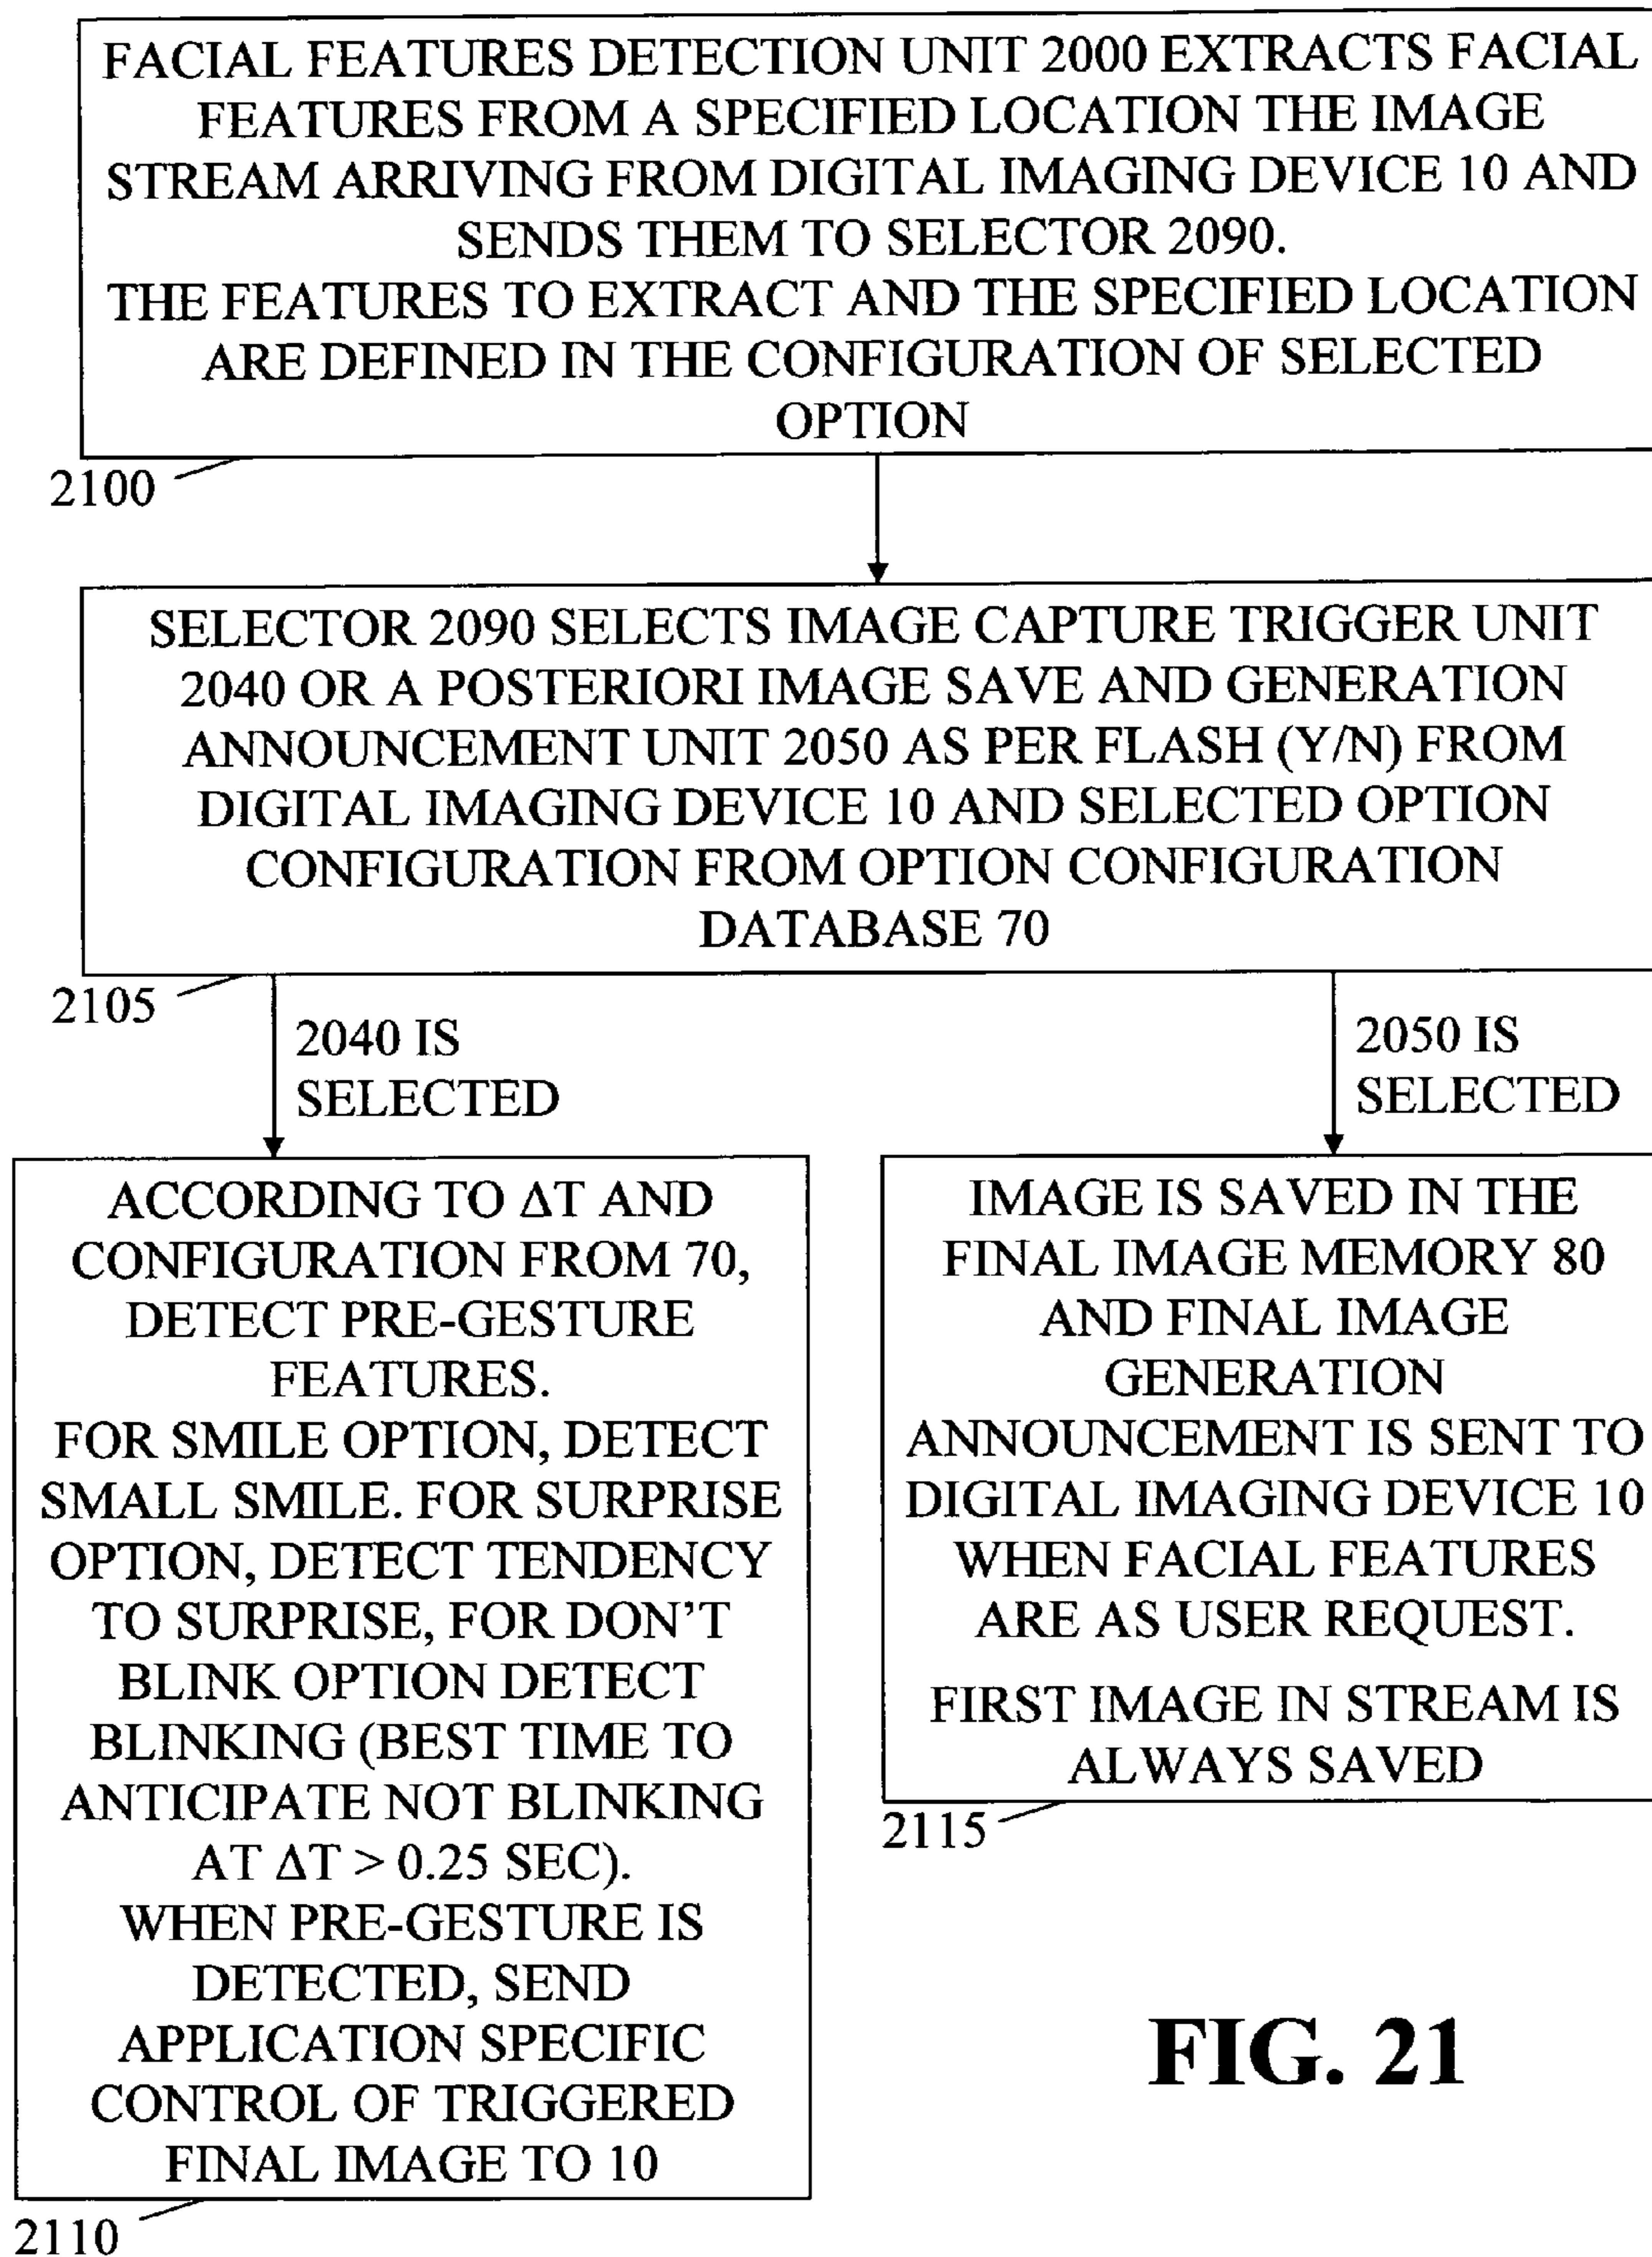 FACIAL FEATURES DETECTION UNIT 2000 EXTRACTS FACIAL
FEATURES FROM A SPECIFIED LOCATION THE IMAGE
STREAM ARRIVING FROM DIGITAL IMAGING DEVICE 10 AND
SENDS THEM TO SELECTOR 2090.
THE FEATURES TO EXTRACT AND THE SPECIFIED LOCATION
ARE DEFINED IN THE CONFIGURATION OF SELECTED
OPTION
2100
SELECTOR 2090 SELECTS IMAGE CAPTURE TRIGGER UNIT
2040 OR A POSTERIORI IMAGE SAVE AND GENERATION
ANNOUNCEMENT UNIT 2050 AS PER FLASH (Y/N) FROM
DIGITAL IMAGING DEVICE 10 AND SELECTED OPTION
CONFIGURATION FROM OPTION CONFIGURATION
DATABASE 70
2105
2040 IS
SELECTED
2050 IS
SELECTED
ACCORDING TO ΔT AND
CONFIGURATION FROM 70,
DETECT PRE-GESTURE
FEATURES.
FOR SMILE OPTION, DETECT
SMALL SMILE. FOR SURPRISE
OPTION, DETECT TENDENCY
TO SURPRISE, FOR DON'T
BLINK OPTION DETECT
BLINKING (BEST TIME TO
ANTICIPATE NOT BLINKING
AT ΔT > 0.25 SEC).
WHEN PRE-GESTURE IS
DETECTED, SEND
APPLICATION SPECIFIC
CONTROL OF TRIGGERED
FINAL IMAGE TO 10
2110
IMAGE IS SAVED IN THE
FINAL IMAGE MEMORY 80
AND FINAL IMAGE
GENERATION
ANNOUNCEMENT IS SENT TO
DIGITAL IMAGING DEVICE 10
WHEN FACIAL FEATURES
ARE AS USER REQUEST.
FIRST IMAGE IN STREAM IS
ALWAYS SAVED
2115
FIG. 21